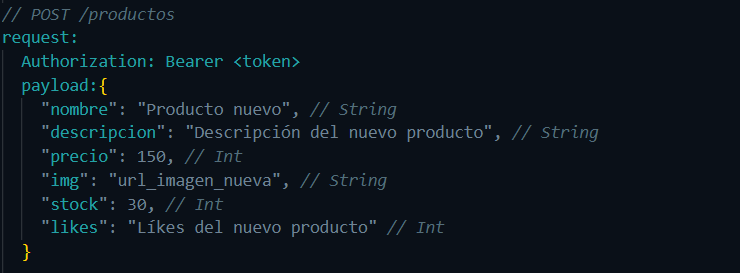 // POST /productos
request:
Authorization: Bearer <token>
payload:{
"nombre": "Producto nuevo", // String
"descripcion": "Descripción del nuevo producto", // String
"precio": 150, // Int
"img": "url_imagen_nueva", // String
"stock": 30, // Int
"likes": "Líkes del nuevo producto" // Int
}